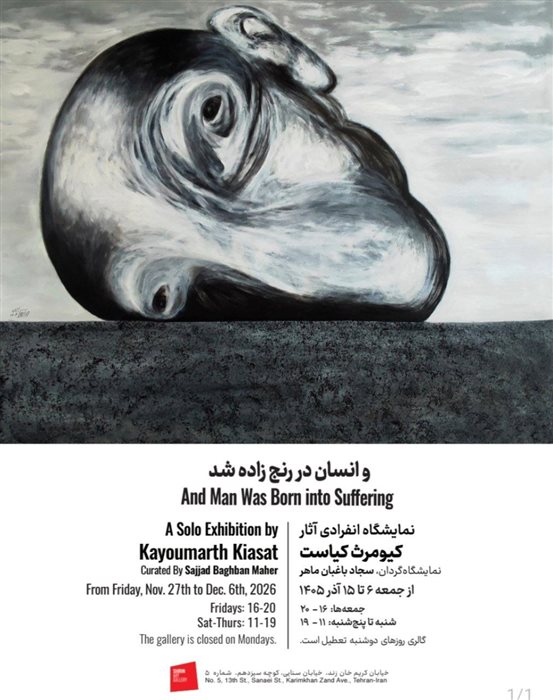 و انسان در رنج زاده شد
And Man Was Born into Suffering
A Solo Exhibition by
Kayoumarth Kiasat
Curated By Sajjad Baghban Maher
From Friday, Nov. 27th to Dec. 6th, 2026
Fridays: 16-20
Sat-Thurs: 11-19
The gallery is closed on Mondays.
نمایشگاه انفرادی آثار
کیومرث کیاست
نمایشگاه‌گردان، سجاد باغبان ماهر
از جمعه ۶ تا ۱۵ آذر ۱۴۰۵
جمعه‌ها: ۱۶ - ۲۰
شنبه تا پنج‌شنبه: ۱۱ - ۱۹
گالری روزهای دوشنبه تعطیل است.
خیابان کریم خان زند، خیابان سنایی، کوچه سیزدهم، شماره ۵
No. 5, 13th St., Sanaei St., Karimkhan Zand Ave., Tehran-Iran
1/1